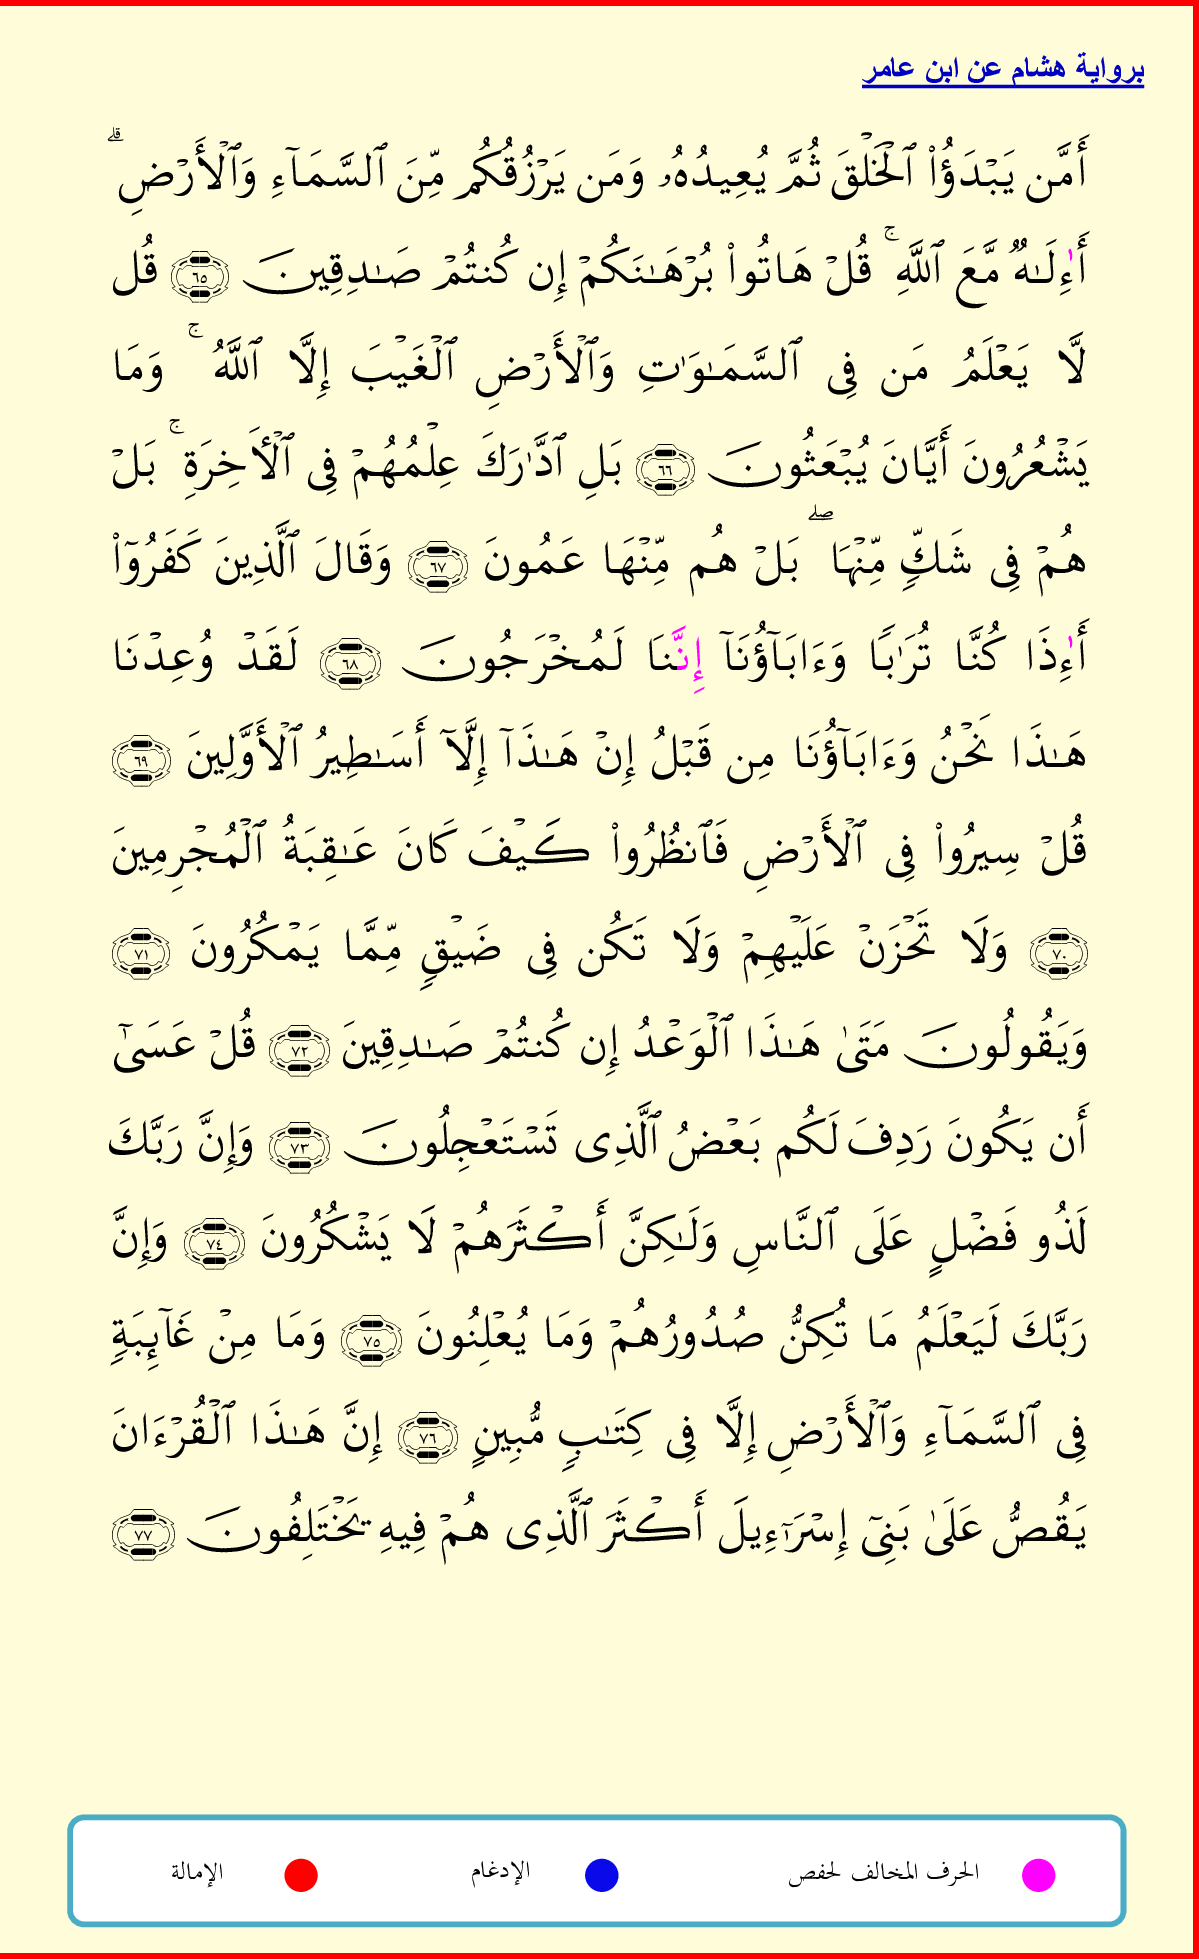 برواية هشام عن ابن عامر
أَمَّن يَبۡدَؤُاْ ٱلۡخَلۡقَ ثُمَّ يُعِيدُهُۥ وَمَن يَرۡزُقُكُم مِّنَ ٱلسَّمَآءِ وَٱلۡأَرۡضِۗ
أَٰءِلَٰهٞ مَّعَ ٱللَّهِۚ قُلۡ هَاتُواْ بُرۡهَٰنَكُمۡ إِن كُنتُمۡ صَٰدِقِينَ ٦٥ قُل
لَّا يَعۡلَمُ مَن فِى ٱلسَّمَٰوَٰتِ وَٱلۡأَرۡضِ ٱلۡغَيۡبَ إِلَّا ٱللَّهُۚ وَمَا
يَشۡعُرُونَ أَيَّانَ يُبۡعَثُونَ ٦٦ بَلِ ٱدَّٰرَكَ عِلۡمُهُمۡ فِى ٱلۡأٓخِرَةِۚ بَلۡ
هُمۡ فِى شَكّٖ مِّنۡهَاۖ بَلۡ هُم مِّنۡهَا عَمُونَ ٦٧ وَقَالَ ٱلَّذِينَ كَفَرُوٓاْ
أَٰءِذَا كُنَّا تُرَٰبٗا وَءَابَآؤُنَآ إِنَّنَا لَمُخۡرَجُونَ ٦٨ لَقَدۡ وُعِدۡنَا
هَٰذَا نَحۡنُ وَءَابَآؤُنَا مِن قَبۡلُ إِنۡ هَٰذَآ إِلَّآ أَسَٰطِيرُ ٱلۡأَوَّلِينَ ٦٩
قُلۡ سِيرُواْ فِى ٱلۡأَرۡضِ فَٱنظُرُواْ كَيۡفَ كَانَ عَٰقِبَةُ ٱلۡمُجۡرِمِينَ
٧٠ وَلَا تَحۡزَنۡ عَلَيۡهِمۡ وَلَا تَكُن فِى ضَيۡقٖ مِّمَّا يَمۡكُرُونَ ٧١
وَيَقُولُونَ مَتَىٰ هَٰذَا ٱلۡوَعۡدُ إِن كُنتُمۡ صَٰدِقِينَ ٧٢ قُلۡ عَسَىٰٓ
أَن يَكُونَ رَدِفَ لَكُم بَعۡضُ ٱلَّذِى تَسۡتَعۡجِلُونَ ٧٣ وَإِنَّ رَبَّكَ
لَذُو فَضۡلٍ عَلَى ٱلنَّاسِ وَلَٰكِنَّ أَكۡثَرَهُمۡ لَا يَشۡكُرُونَ ٧٤ وَإِنَّ
رَبَّكَ لَيَعۡلَمُ مَا تُكِنُّ صُدُورُهُمۡ وَمَا يُعۡلِنُونَ ٧٥ وَمَا مِنۡ غَآئِبَةٖ
فِى ٱلسَّمَآءِ وَٱلۡأَرۡضِ إِلَّا فِى كِتَٰبٖ مُّبِينٍ ٧٦ إِنَّ هَٰذَا ٱلۡقُرۡءَانَ
يَقُصُّ عَلَىٰ بَنِىٓ إِسۡرَٰٓءِيلَ أَكۡثَرَ ٱلَّذِى هُمۡ فِيهِ يَخۡتَلِفُونَ ٧٧
الحرف المخالف لحفص الإدغام الإمالة